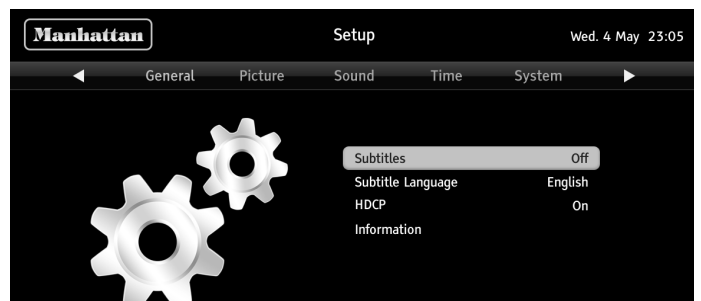 Manhattan Setup Wed. 4 May 23:05
General Picture Sound Time System
Subtitles Off
Subtitle Language English
HDCP On
Information